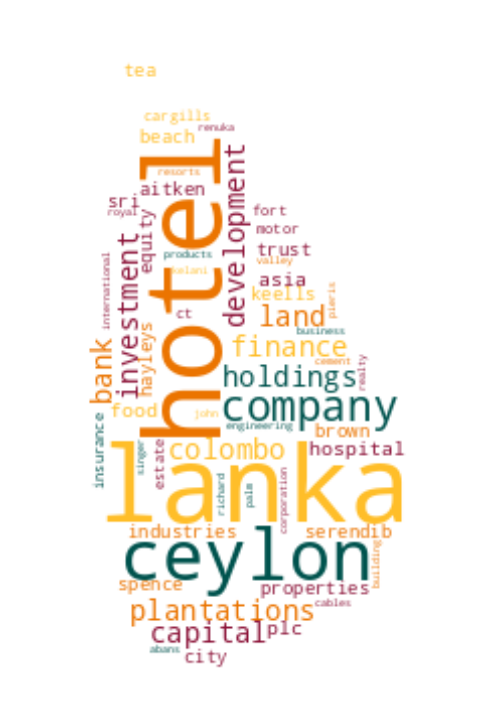 tea
cargills
renuka
beach
hotel
resorts
aitken
development
sri
royal
equity
fort
motor
products
trust
investment
international
valley
kelani
asia
keells
pieris
ct
land
business
hayleys
bank
finance
cement
realty
holdings
company
food
john
engineering
brown
insurance
colombo
hospital
singer
estate
lanka
richard
palm
corporation
industries
serendib
ceylon
building
spence
properties
plantations
cables
capital
plc
abans
city